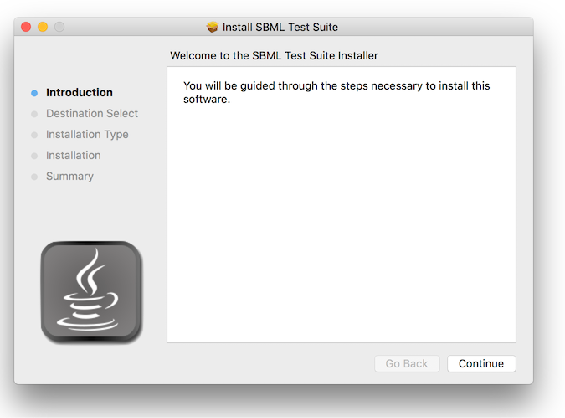 Install SBML Test Suite
Welcome to the SBML Test Suite Installer
Introduction
Destination Select
Installation Type
Installation
Summary
You will be guided through the steps necessary to install this
software.
Go Back
Continue